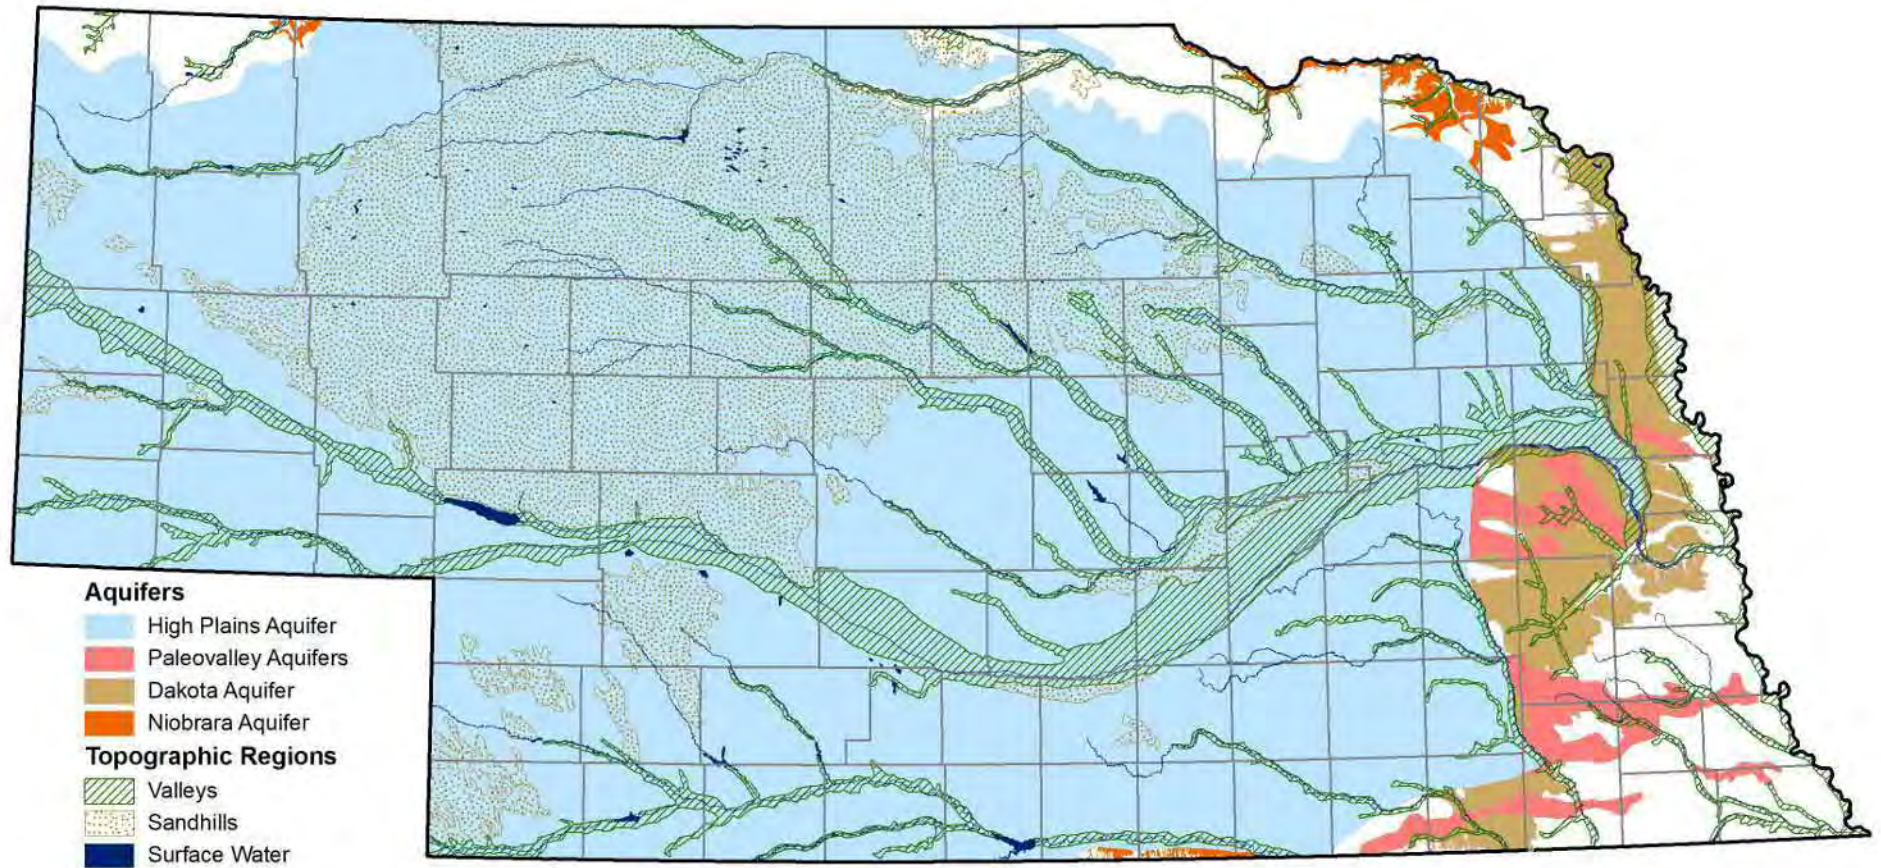 Aquifers
High Plains Aquifer
Paleovalley Aquifers
Dakota Aquifer
Niobrara Aquifer
Topographic Regions
Valleys
Sandhills
Surface Water